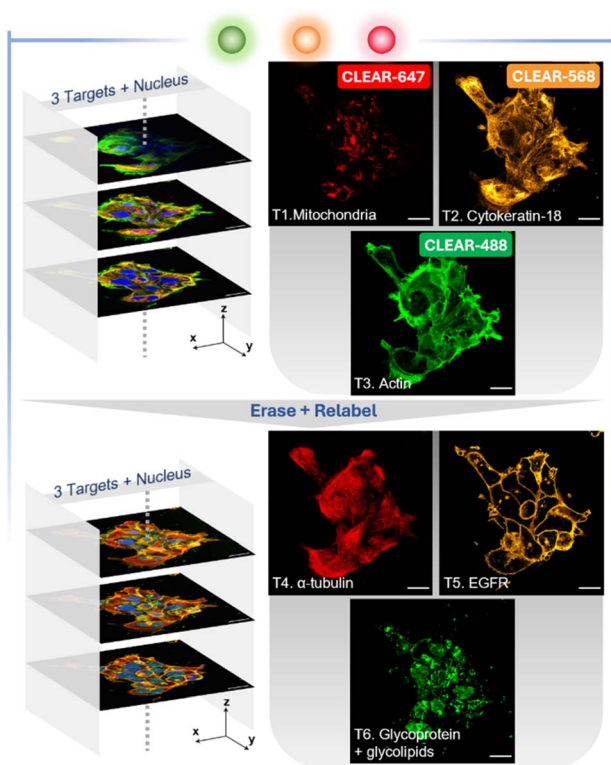 3 Targets + Nucleus
CLEAR-647
CLEAR-568
T1.Mitochondria
T2. Cytokeratin-18
CLEAR-488
T3. Actin
z
x
y
Erase + Relabel
3 Targets + Nucleus
T4. α-tubulin
T5. EGFR
T6. Glycoprotein
+ glycolipids
z
x
y